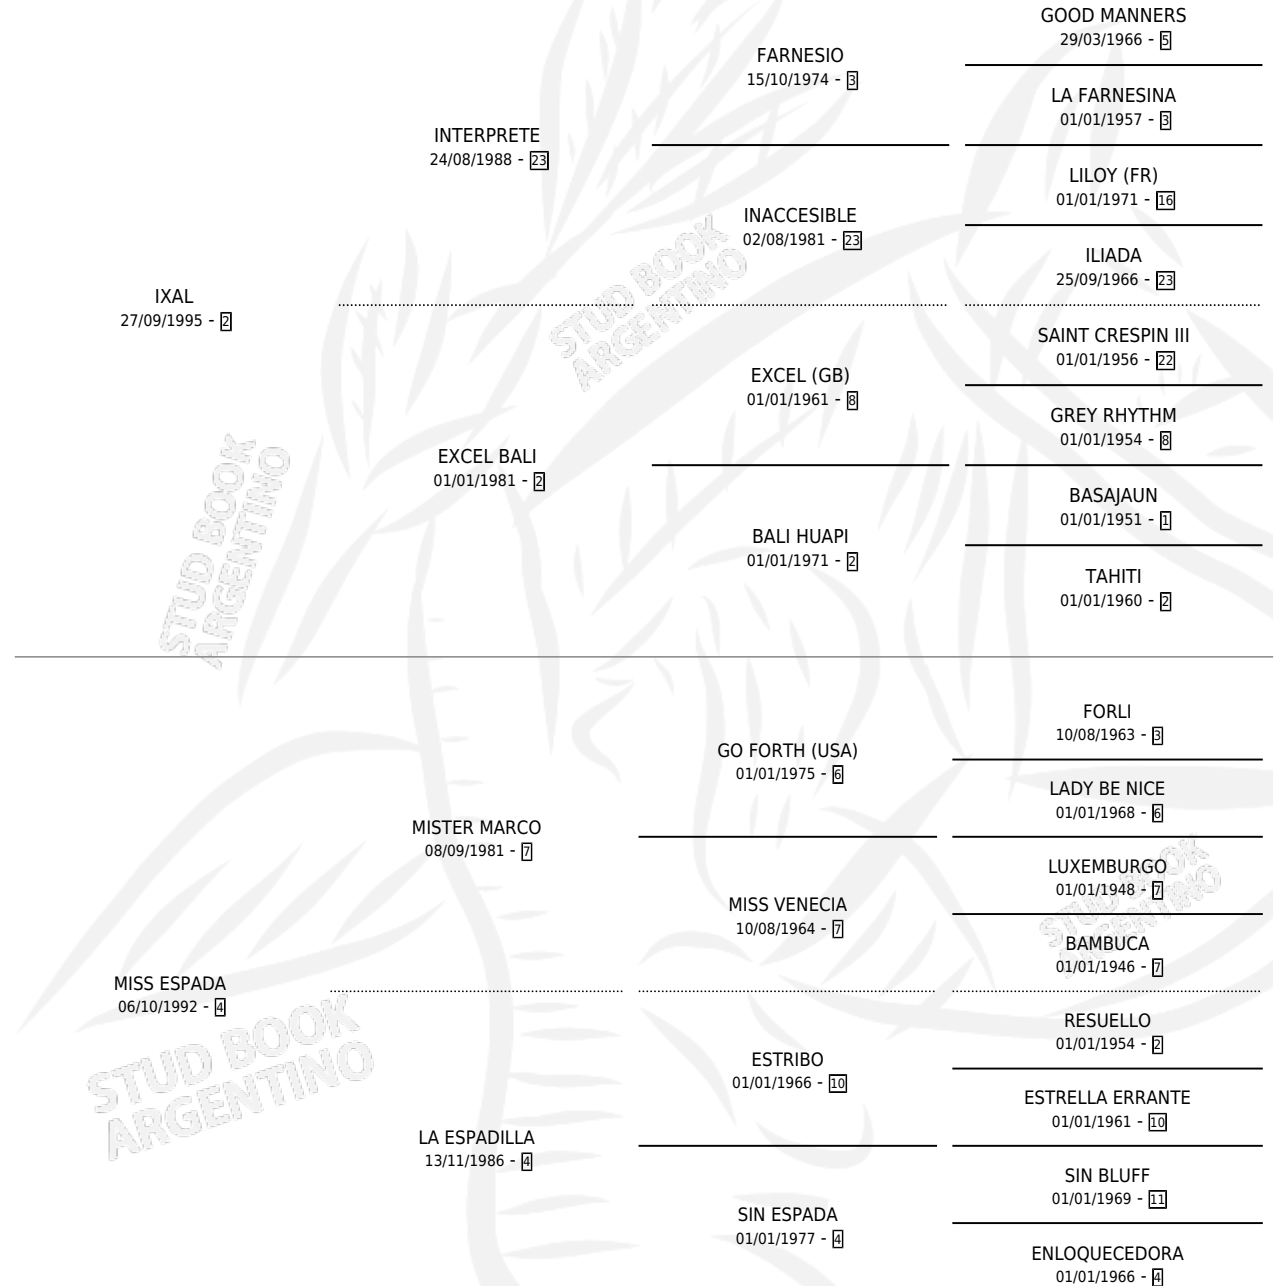 GOOD MANNERS
29/03/1966 - 5
FARNESIO
15/10/1974 - 3
LA FARNESINA
01/01/1957 - 3
INTERPRETE
24/08/1988 - 23
LILOY (FR)
01/01/1971 - 16
INACCESIBLE
02/08/1981 - 23
ILIADA
25/09/1966 - 23
IXAL
27/09/1995 - 2
SAINT CRESPIN III
01/01/1956 - 22
EXCEL (GB)
01/01/1961 - 8
GREY RHYTHM
01/01/1954 - 8
EXCEL BALI
01/01/1981 - 2
BASAJAUN
01/01/1951 - 1
BALI HUAPI
01/01/1971 - 2
TAHITI
01/01/1960 - 2
STUD BOOK
ARGENTINO
STUD BOOK
ARGENTINO
FORLI
10/08/1963 - 3
GO FORTH (USA)
01/01/1975 - 6
LADY BE NICE
01/01/1968 - 6
MISTER MARCO
08/09/1981 - 7
LUXEMBURGO
01/01/1948 - 7
MISS VENECIA
10/08/1964 - 7
BAMBUCA
01/01/1946 - 7
STUD BOOK
ARGENTINO
MISS ESPADA
06/10/1992 - 4
RESUELLO
01/01/1954 - 2
ESTRIBO
01/01/1966 - 10
ESTRELLA ERRANTE
01/01/1961 - 10
LA ESPADILLA
13/11/1986 - 4
SIN BLUFF
01/01/1969 - 11
SIN ESPADA
01/01/1977 - 4
ENLOQUECEDORA
01/01/1966 - 4
STUD BOOK
ARGENTINO